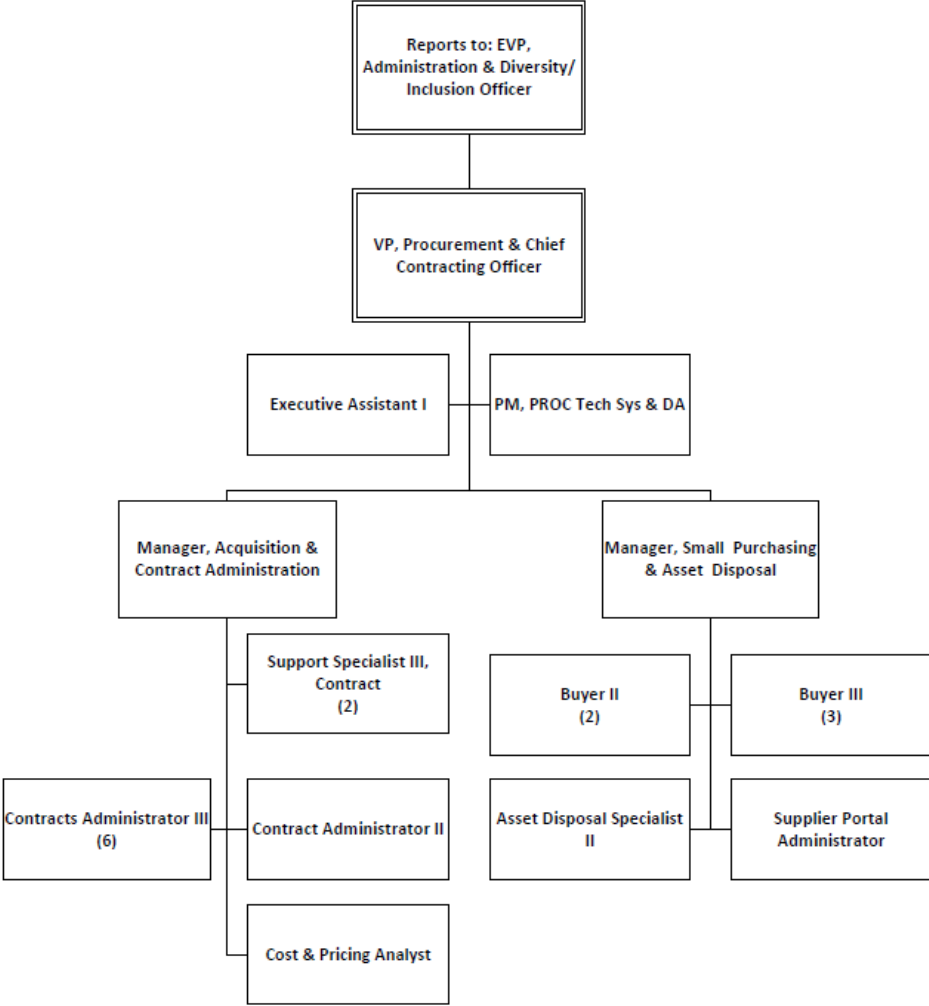 Reports to: EVP,
Administration & Diversity/
Inclusion Officer
VP, Procurement & Chief
Contracting Officer
Executive Assistant I
PM, PROC Tech Sys & DA
Manager, Acquisition &
Contract Administration
Manager, Small Purchasing
& Asset Disposal
Support Specialist III,
Contract
(2)
Buyer II
(2)
Buyer III
(3)
Contracts Administrator III
(6)
Contract Administrator II
Asset Disposal Specialist
II
Supplier Portal
Administrator
Cost & Pricing Analyst